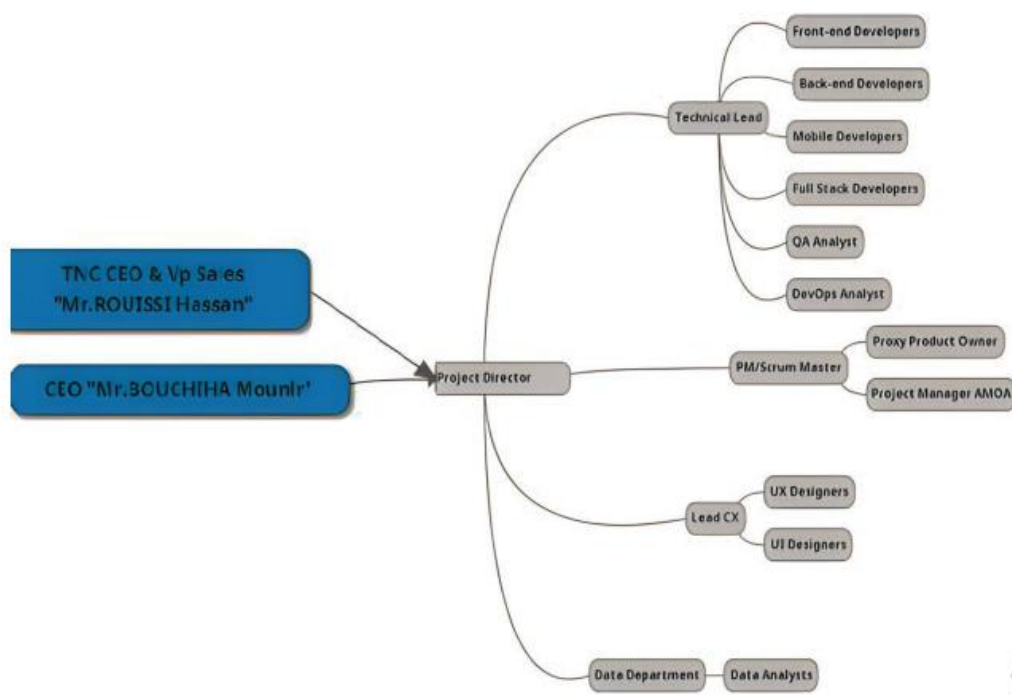 Front-end Developers
Back-end Developers
Technical Lead
Mobile Developers
Full Stack Developers
QA Analyst
DevOps Analyst
TNC CEO & Vp Sales
"Mr.ROUISSI Hassan"
CEO "Mr.BOUCHIHA Mounir"
Project Director
PM/Scrum Master
Proxy Product Owner
Project Manager AMOA
Lead CX
UX Designers
UI Designers
Data Department
Data Analysts